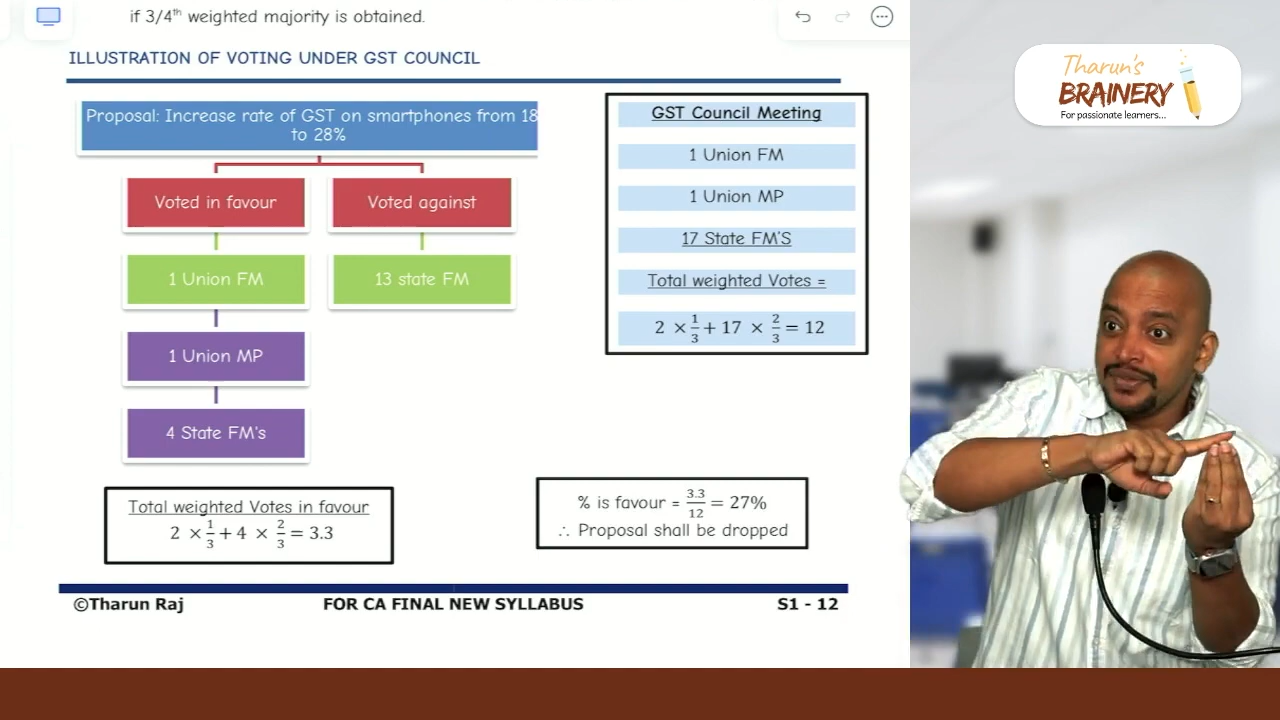 if 3/4th weighted majority is obtained.
ILLUSTRATION OF VOTING UNDER GST COUNCIL
Proposal: Increase rate of GST on smartphones from 18
to 28%
Voted in favour
Voted against
1 Union FM
13 state FM
1 Union MP
4 State FM's
GST Council Meeting
1 Union FM
1 Union MP
17 State FM'S
Total weighted Votes =
2 × 1/3 + 17 × 2/3 = 12
Total weighted Votes in favour
2 × 1/3 + 4 × 2/3 = 3.3
% is favour = 3.3/12 = 27%
∴ Proposal shall be dropped
©Tharun Raj FOR CA FINAL NEW SYLLABUS S1 - 12
Tharun's
BRAINERY
For passionate learners...